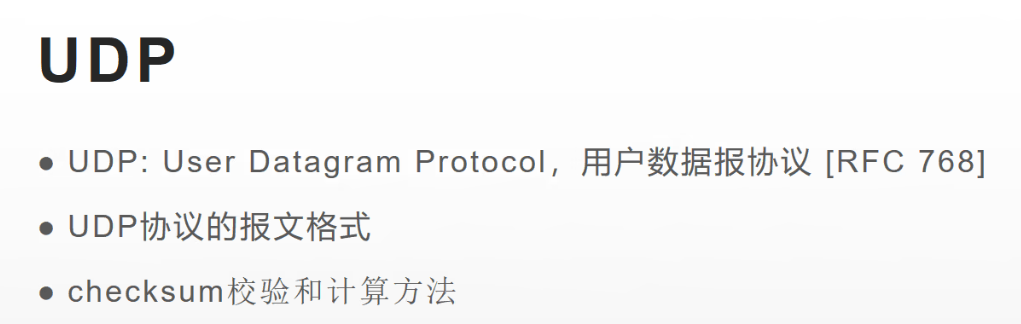 UDP
● UDP: User Datagram Protocol，用户数据报协议 [RFC 768]
● UDP协议的报文格式
● checksum校验和计算方法